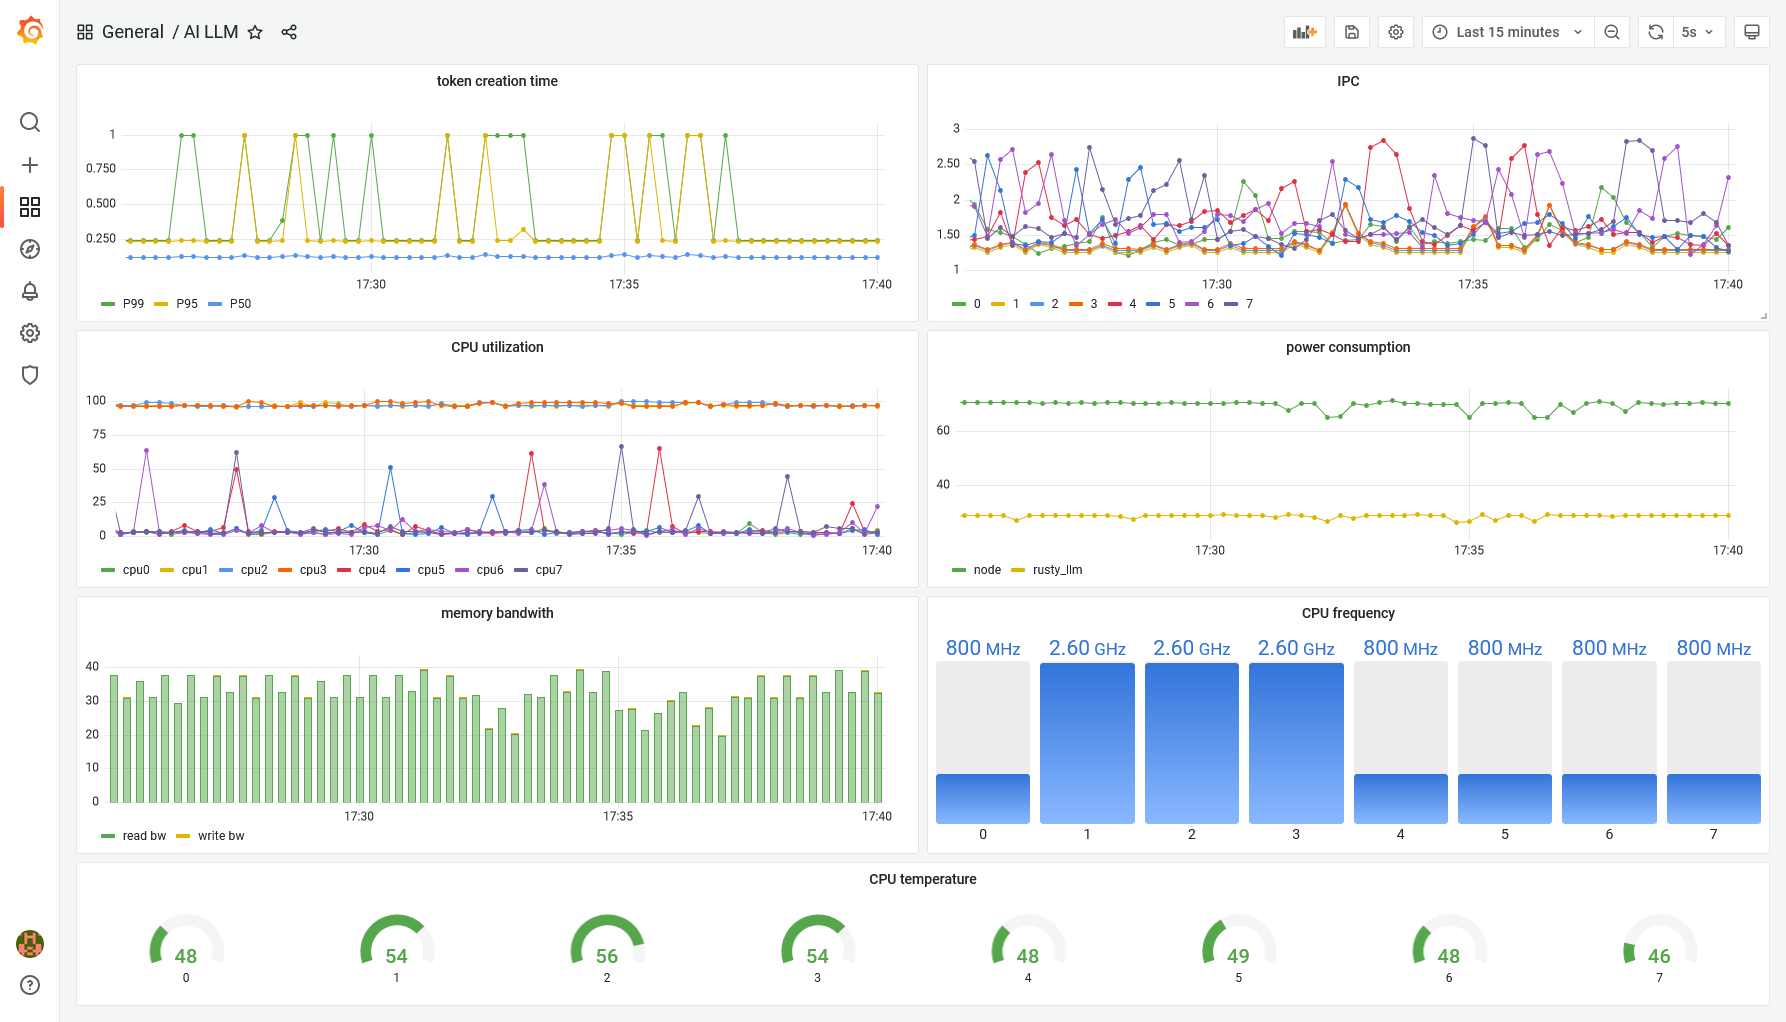 General / AI LLM
Last 15 minutes
5s
token creation time
1
0.750
0.500
0.250
17:30 17:35 17:40
P99 P95 P50
IPC
3
2.50
2
1.50
1
17:30 17:35 17:40
0 1 2 3 4 5 6 7
CPU utilization
100
75
50
25
0
17:30 17:35 17:40
cpu0 cpu1 cpu2 cpu3 cpu4 cpu5 cpu6 cpu7
power consumption
60
40
17:30 17:35 17:40
node rusty_llm
memory bandwith
40
30
20
10
0
17:30 17:35 17:40
read bw write bw
CPU frequency
800 MHz 2.60 GHz 2.60 GHz 2.60 GHz 800 MHz 800 MHz 800 MHz 800 MHz
0 1 2 3 4 5 6 7
CPU temperature
48 54 56 54 48 49 48 46
0 1 2 3 4 5 6 7